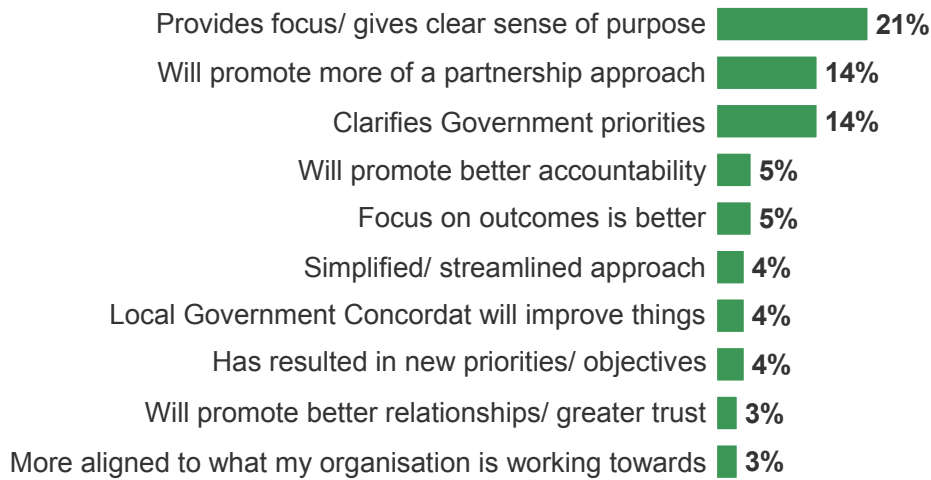 Provides focus/ gives clear sense of purpose 21%
Will promote more of a partnership approach 14%
Clarifies Government priorities 14%
Will promote better accountability 5%
Focus on outcomes is better 5%
Simplified/ streamlined approach 4%
Local Government Concordat will improve things 4%
Has resulted in new priorities/ objectives 4%
Will promote better relationships/ greater trust 3%
More aligned to what my organisation is working towards 3%